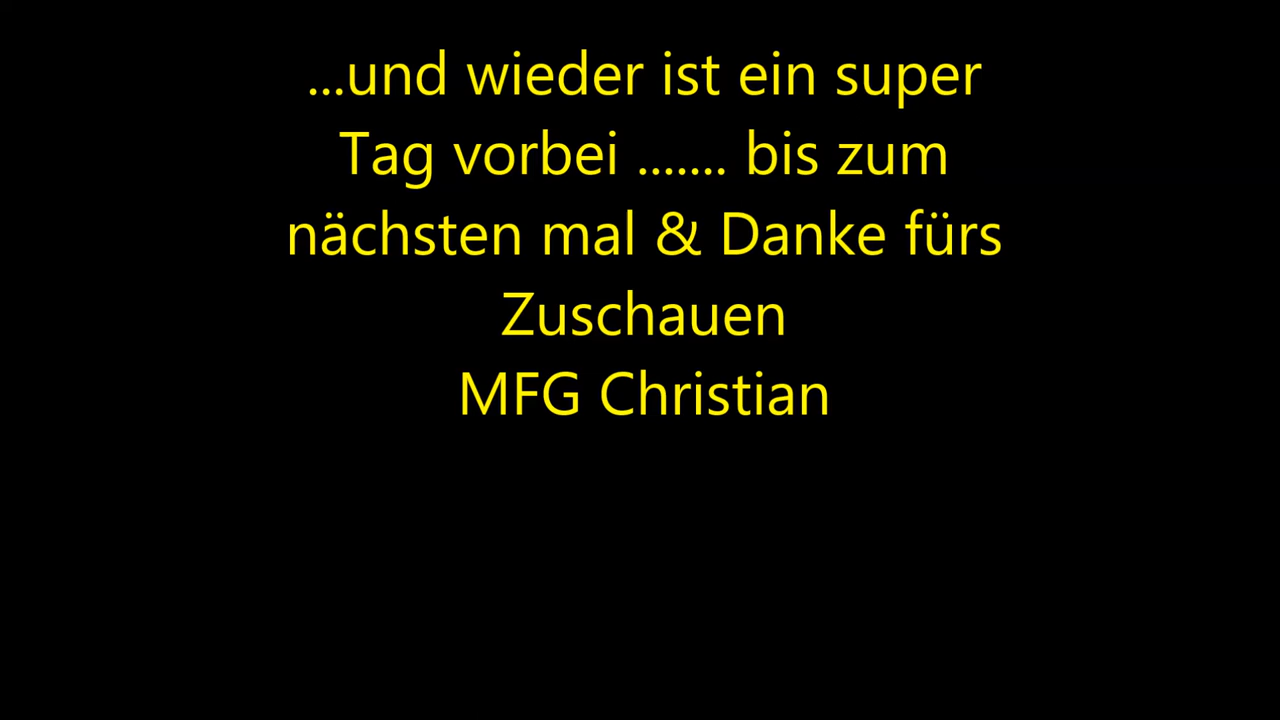 ...und wieder ist ein super
Tag vorbei ....... bis zum
nächsten mal & Danke fürs
Zuschauen
MFG Christian